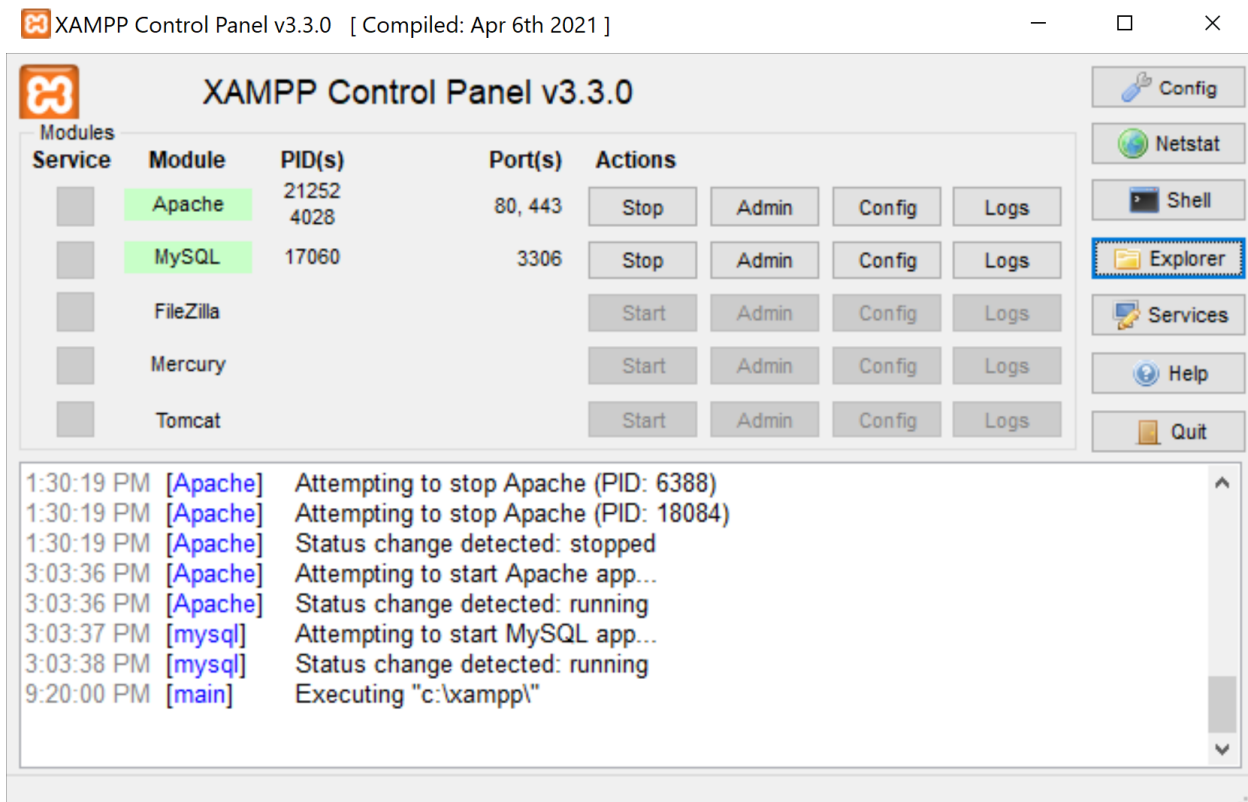 XAMPP Control Panel v3.3.0 [ Compiled: Apr 6th 2021 ]
XAMPP Control Panel v3.3.0
Config
Modules
Netstat
Service Module PID(s) Port(s) Actions
Apache 21252 4028 80, 443 Stop Admin Config Logs
Shell
MySQL 17060 3306 Stop Admin Config Logs
Explorer
FileZilla Start Admin Config Logs
Services
Mercury Start Admin Config Logs
Help
Tomcat Start Admin Config Logs
Quit
1:30:19 PM [Apache] Attempting to stop Apache (PID: 6388)
1:30:19 PM [Apache] Attempting to stop Apache (PID: 18084)
1:30:19 PM [Apache] Status change detected: stopped
3:03:36 PM [Apache] Attempting to start Apache app...
3:03:36 PM [Apache] Status change detected: running
3:03:37 PM [mysql] Attempting to start MySQL app...
3:03:38 PM [mysql] Status change detected: running
9:20:00 PM [main] Executing "c:\xampp\"